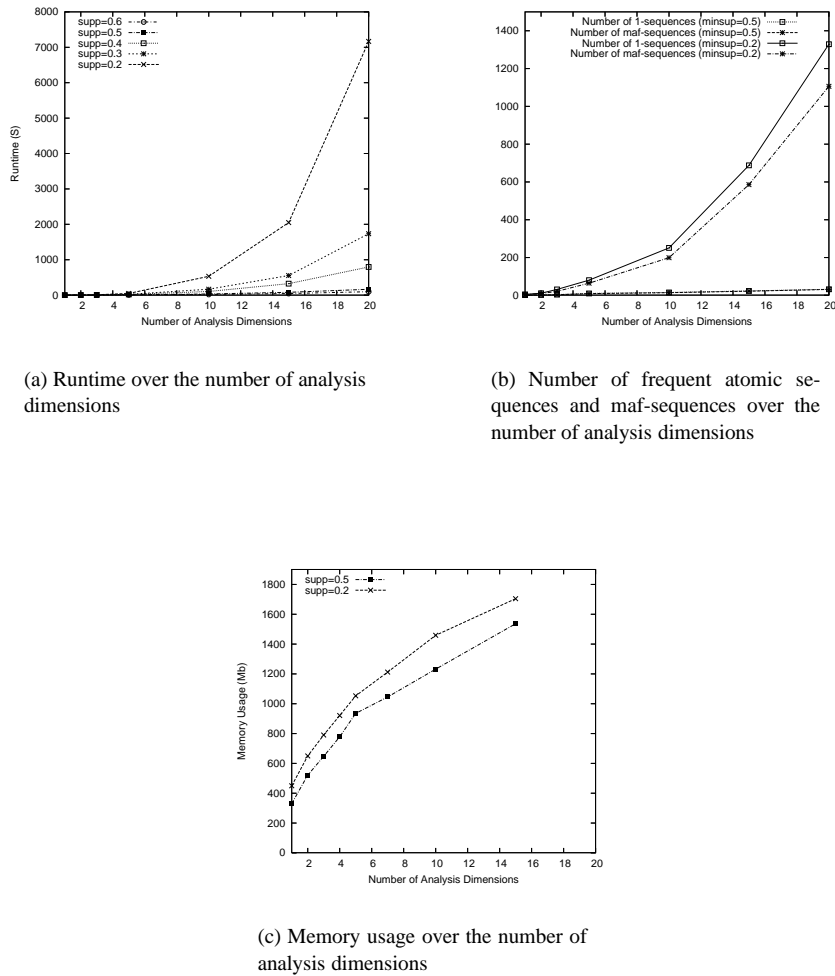 supp=0.6
supp=0.5
supp=0.4
supp=0.3
supp=0.2
8000
7000
6000
5000
4000
3000
2000
1000
0
Runtime (S)
2 4 6 8 10 12 14 16 18 20
Number of Analysis Dimensions
(a) Runtime over the number of analysis
dimensions
Number of 1-sequences (minsup=0.5)
Number of maf-sequences (minsup=0.5)
Number of 1-sequences (minsup=0.2)
Number of maf-sequences (minsup=0.2)
1400
1200
1000
800
600
400
200
0
2 4 6 8 10 12 14 16 18 20
Number of Analysis Dimensions
(b) Number of frequent atomic se-
quences and maf-sequences over the
number of analysis dimensions
supp=0.5
supp=0.2
1800
1600
1400
1200
1000
800
600
400
200
0
Memory Usage (Mb)
2 4 6 8 10 12 14 16 18 20
Number of Analysis Dimensions
(c) Memory usage over the number of
analysis dimensions